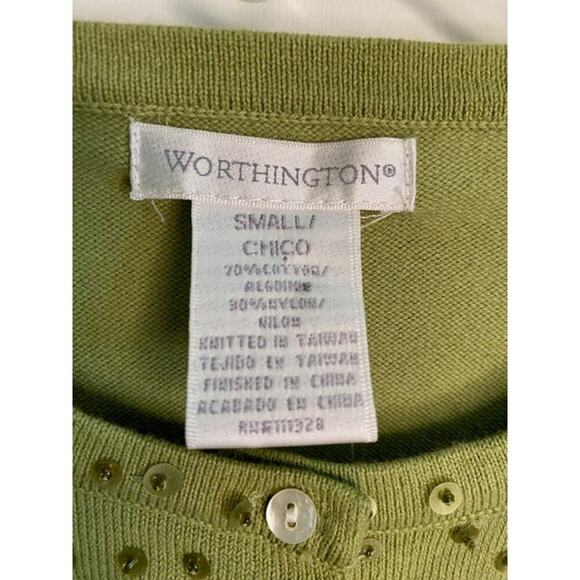 WORTHINGTON®
SMALL/
CHICO
70%COTTON/
ALGODON
30%NYLON/
NILON
KNITTED IN TAIWAN
TEJIDO EN TAIWAN
FINISHED IN CHINA
ACABADO EN CHINA
RN#111328